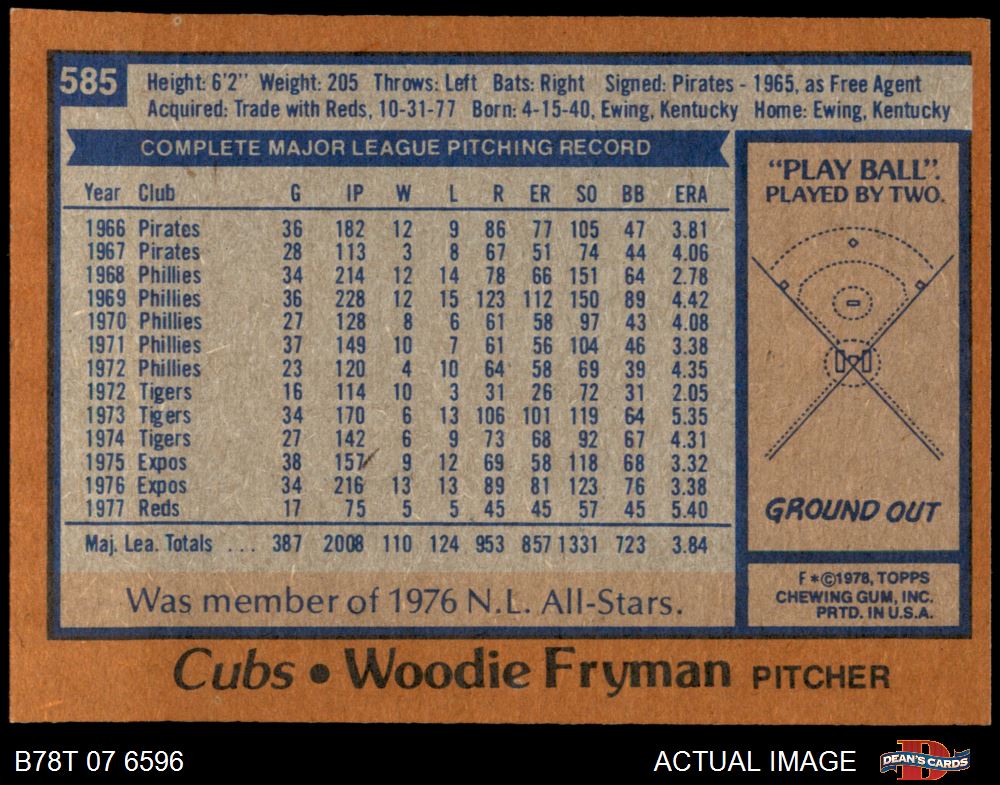 585
Height: 6'2" Weight: 205 Throws: Left Bats: Right Signed: Pirates - 1965, as Free Agent
Acquired: Trade with Reds, 10-31-77 Born: 4-15-40, Ewing, Kentucky Home: Ewing, Kentucky
COMPLETE MAJOR LEAGUE PITCHING RECORD
Year Club G IP W L R ER SO BB ERA
1966 Pirates 36 182 12 9 86 77 105 47 3.81
1967 Pirates 28 113 3 8 67 51 74 44 4.06
1968 Phillies 34 214 12 14 78 66 151 64 2.78
1969 Phillies 36 228 12 15 123 112 150 89 4.42
1970 Phillies 27 128 8 6 61 58 97 43 4.08
1971 Phillies 37 149 10 7 61 56 104 46 3.38
1972 Phillies 23 120 4 10 64 58 69 39 4.35
1972 Tigers 16 114 10 3 31 26 72 31 2.05
1973 Tigers 34 170 6 13 106 101 119 64 5.35
1974 Tigers 27 142 6 9 73 68 92 67 4.31
1975 Expos 38 157 9 12 69 58 118 68 3.32
1976 Expos 34 216 13 13 89 81 123 76 3.38
1977 Reds 17 75 5 5 45 45 57 45 5.40
Maj. Lea. Totals ... 387 2008 110 124 953 857 1331 723 3.84
Was member of 1976 N.L. All-Stars.
"PLAY BALL".
PLAYED BY TWO.
GROUND OUT
F*©1978, TOPPS
CHEWING GUM, INC.
PRTD. IN U.S.A.
Cubs • Woodie Fryman PITCHER
B78T 07 6596
ACTUAL IMAGE
DEAN'S CARDS